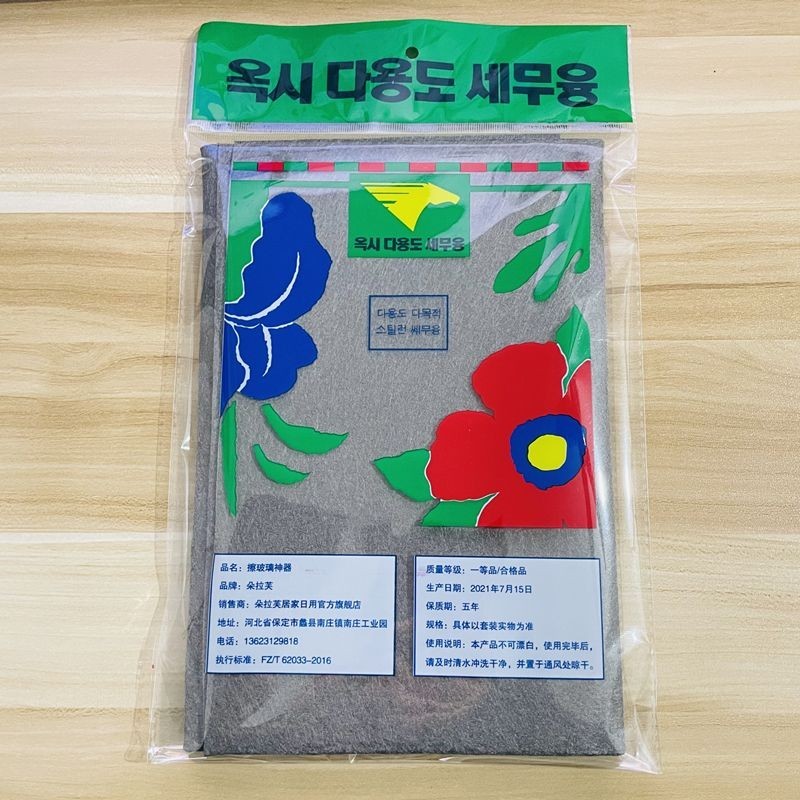 옥시 다용도 세무융
옥시 다용도 세무융
다용도 다목적
스틸런 쎄무융
品名：擦玻璃神器
品牌：朵拉芙
销售商：朵拉芙居家日用官方旗舰店
地址：河北省保定市蠡县南庄镇南庄工业园
电话：13623129818
执行标准：FZ/T 62033-2016
质量等级：一等品/合格品
生产日期：2021年7月15日
保质期：五年
规格：具体以套装实物为准
使用说明：本产品不可漂白，使用完毕后，
请及时清水冲洗干净，并置于通风处晾干。